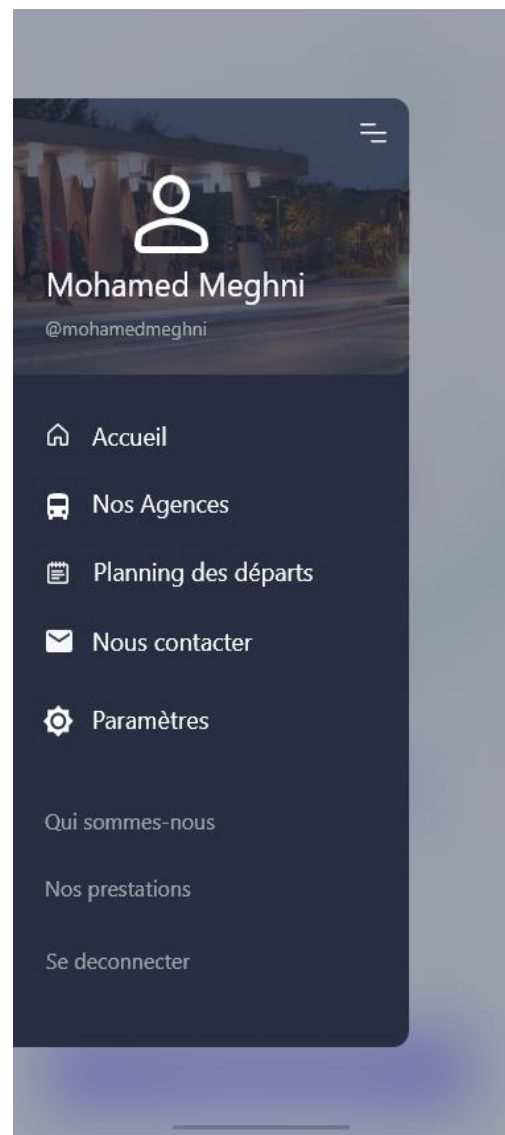 Mohamed Meghni
@mohamedmeghni
Accueil
Nos Agences
Planning des départs
Nous contacter
Paramètres
Qui sommes-nous
Nos prestations
Se deconnecter